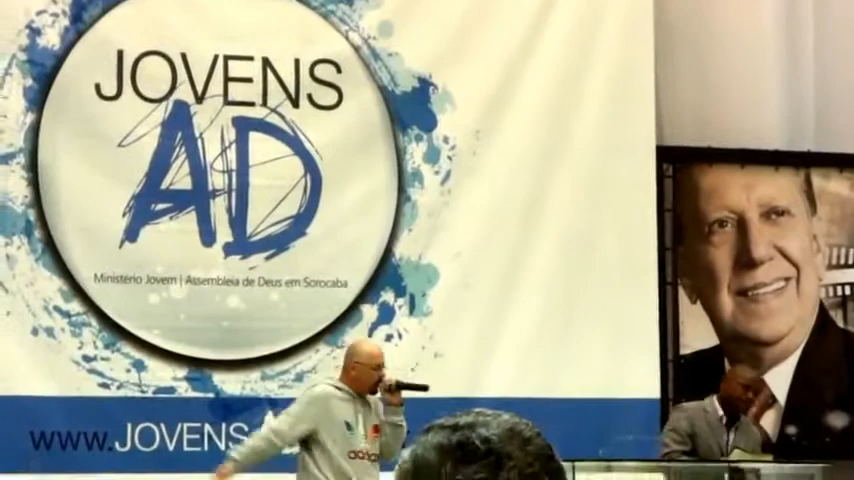 JOVENS
AD
Ministério Jovem | Assembleia de Deus em Sorocaba
www.JOVENS
adidas